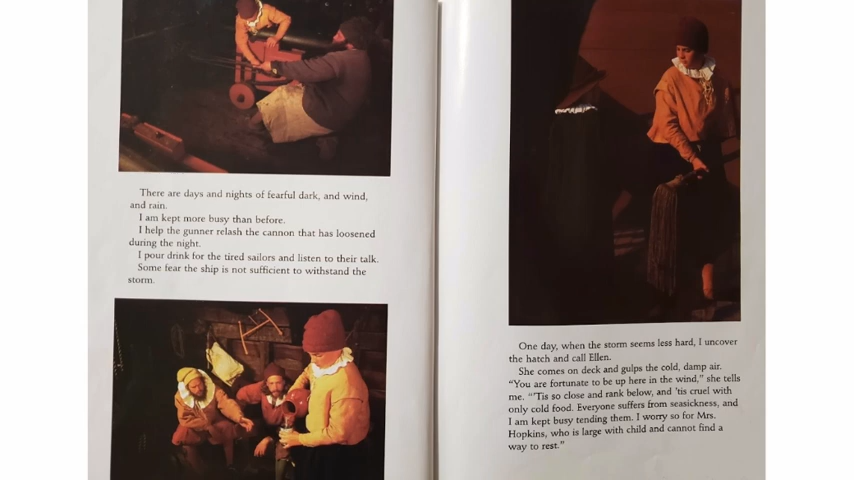 There are days and nights of fearful dark, and wind,
and rain.
I am kept more busy than before.
I help the gunner relash the cannon that has loosened
during the night.
I pour drink for the tired sailors and listen to their talk.
Some fear the ship is not sufficient to withstand the
storm.
One day, when the storm seems less hard, I uncover
the hatch and call Ellen.
She comes on deck and gulps the cold, damp air.
“You are fortunate to be up here in the wind,” she tells
me. “’Tis so close and rank below, and ’tis cruel with
only cold food. Everyone suffers from seasickness, and
I am kept busy tending them. I worry so for Mrs.
Hopkins, who is large with child and cannot find a
way to rest.”